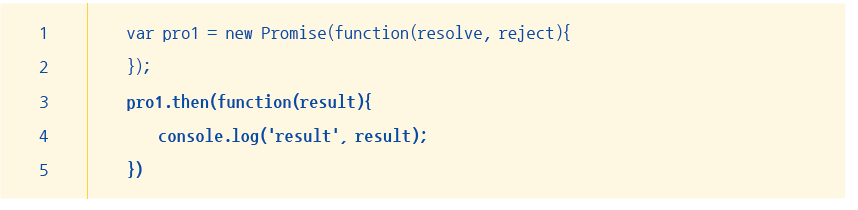 1 var pro1 = new Promise(function(resolve, reject){
2 });
3 pro1.then(function(result){
4 console.log('result', result);
5 })